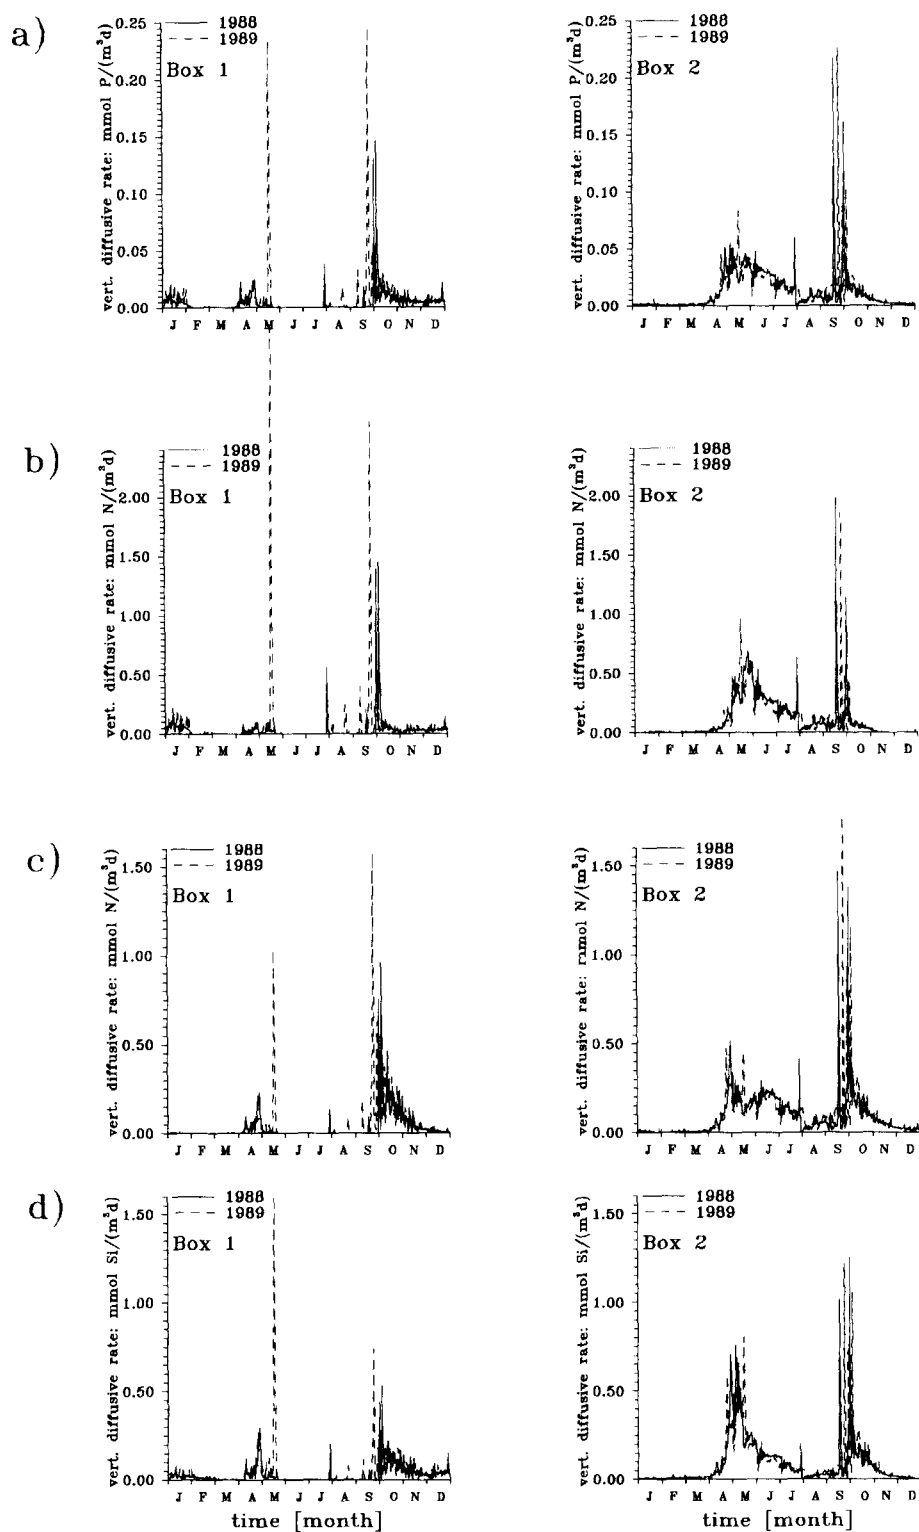 a)
vert. diffusive rate: mmol P/(m³d)
0.25
0.20
0.15
0.10
0.05
0.00
1988
1989
Box 1
J F M A M J J A S O N D
vert. diffusive rate: mmol P/(m³d)
0.25
0.20
0.15
0.10
0.05
0.00
1988
1989
Box 2
J F M A M J J A S O N D
b)
vert. diffusive rate: mmol N/(m³d)
2.00
1.50
1.00
0.50
0.00
1988
1989
Box 1
J F M A M J J A S O N D
vert. diffusive rate: mmol N/(m³d)
2.00
1.50
1.00
0.50
0.00
1988
1989
Box 2
J F M A M J J A S O N D
c)
vert. diffusive rate: mmol N/(m³d)
1.50
1.00
0.50
0.00
1988
1989
Box 1
J F M A M J J A S O N D
vert. diffusive rate: mmol N/(m³d)
1.50
1.00
0.50
0.00
1988
1989
Box 2
J F M A M J J A S O N D
d)
vert. diffusive rate: mmol Si/(m³d)
1.50
1.00
0.50
0.00
1988
1989
Box 1
J F M A M J J A S O N D
time [month]
vert. diffusive rate: mmol Si/(m³d)
1.50
1.00
0.50
0.00
1988
1989
Box 2
J F M A M J J A S O N D
time [month]